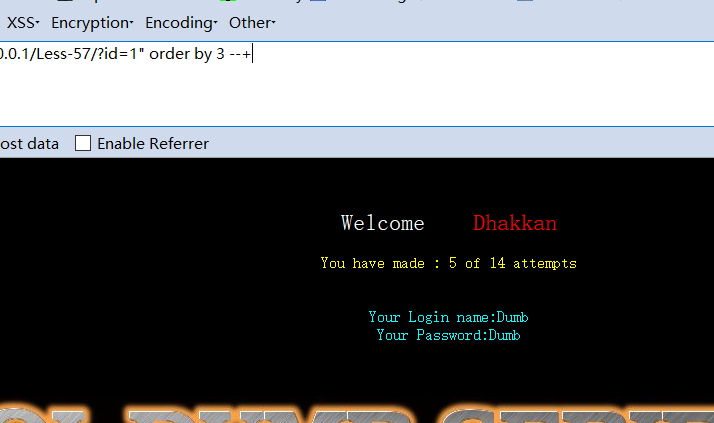 XSS▾ Encryption▾ Encoding▾ Other▾
0.0.1/Less-57/?id=1" order by 3 --+
ost data Enable Referrer
Welcome Dhakkan
You have made : 5 of 14 attempts
Your Login name:Dumb
Your Password:Dumb